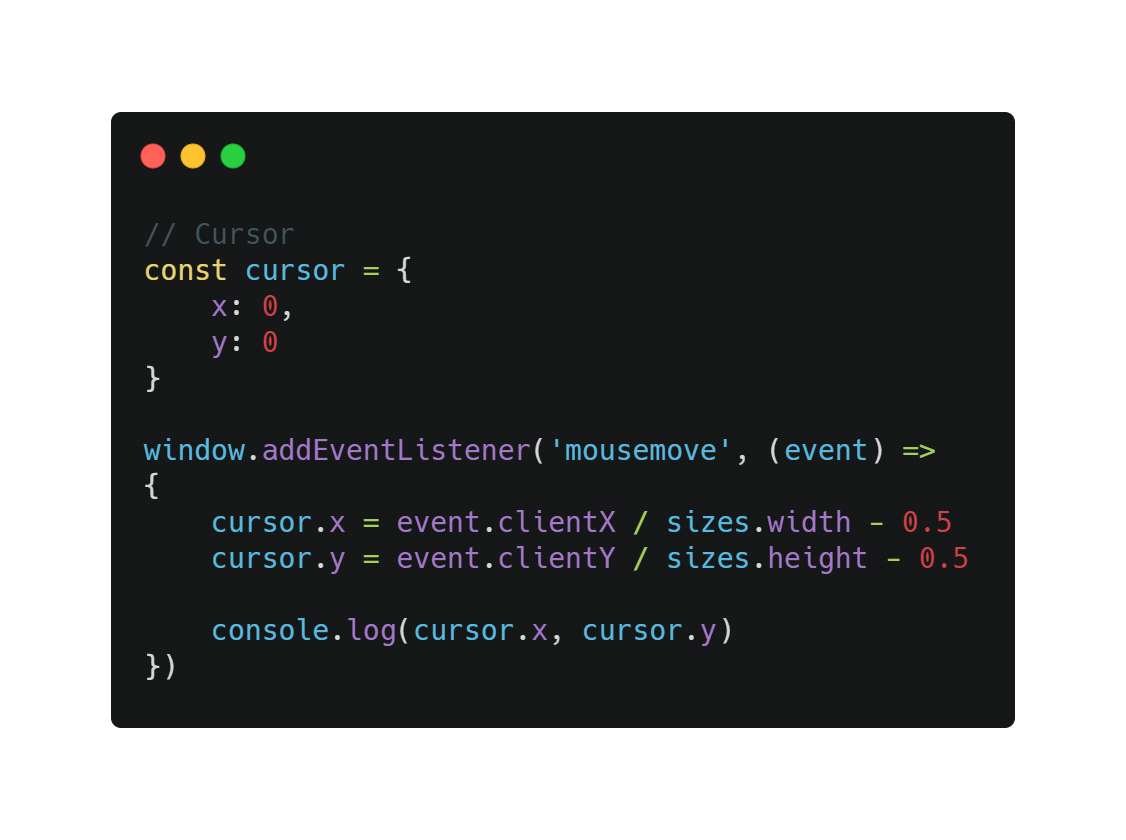 // Cursor
const cursor = {
    x: 0,
    y: 0
}

window.addEventListener('mousemove', (event) =>
{
    cursor.x = event.clientX / sizes.width - 0.5
    cursor.y = event.clientY / sizes.height - 0.5

    console.log(cursor.x, cursor.y)
})